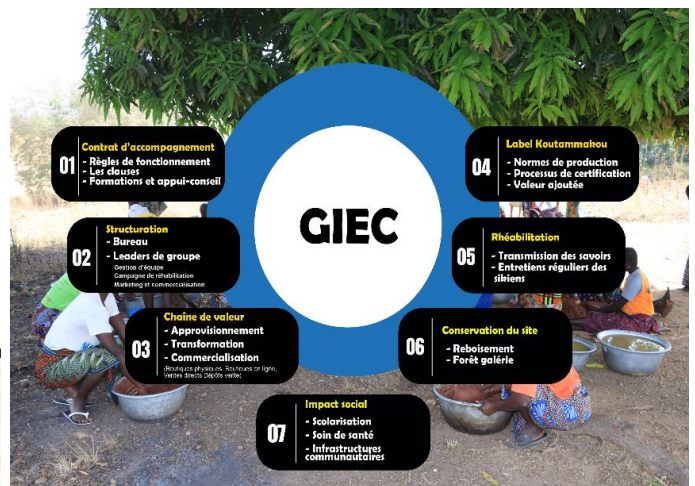 GIEC
01
Contrat d'accompagnement
- Règles de fonctionnement
- Les clauses
- Formations et appui-conseil
02
Structuration
- Bureau
- Leaders de groupe
Gestion d'équipe
Campagne de réhabilitation
Marketing et commercialisation
03
Chaîne de valeur
- Approvisionnement
- Transformation
- Commercialisation
(Boutiques physiques, Boutiques en ligne,
Ventes directs Dépôts vente)
04
Label Koutammakou
- Normes de production
- Processus de certification
- Valeur ajoutée
05
Rhéabilitation
- Transmission des savoirs
- Entretiens réguliers des
sikiens
06
Conservation du site
- Reboisement
- Forêt galérie
07
Impact social
- Scolarisation
- Soin de santé
- Infrastructures
communautaires